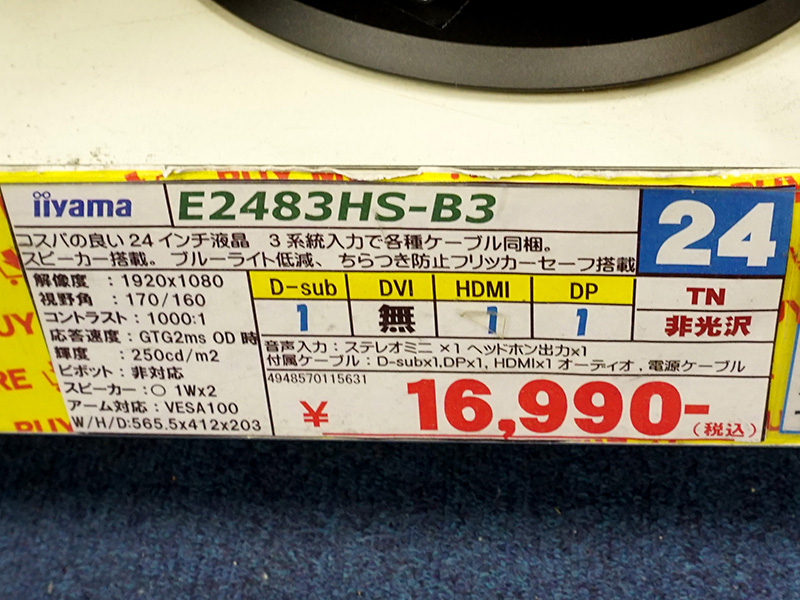 iiyama
E2483HS-B3
24
コスパの良い24インチ液晶 3系統入力で各種ケーブル同梱。
スピーカー搭載。ブルーライト低減、ちらつき防止フリッカーセーフ搭載
解像度 : 1920x1080
視野角 : 170/160
コントラスト : 1000:1
応答速度 : GTG2ms OD時
輝度 : 250cd/m2
ピボット : 非対応
スピーカー : ○ 1Wx2
アーム対応 : VESA100
W/H/D:565.5x412x203
D-sub DVI HDMI DP
1 無 1 1
TN
非光沢
音声入力 : ステレオミニ ×1 ヘッドホン出力×1
付属ケーブル : D-subx1,DPx1, HDMIx1 オーディオ , 電源ケーブル
4948570115631
¥ 16,990-
(税込)